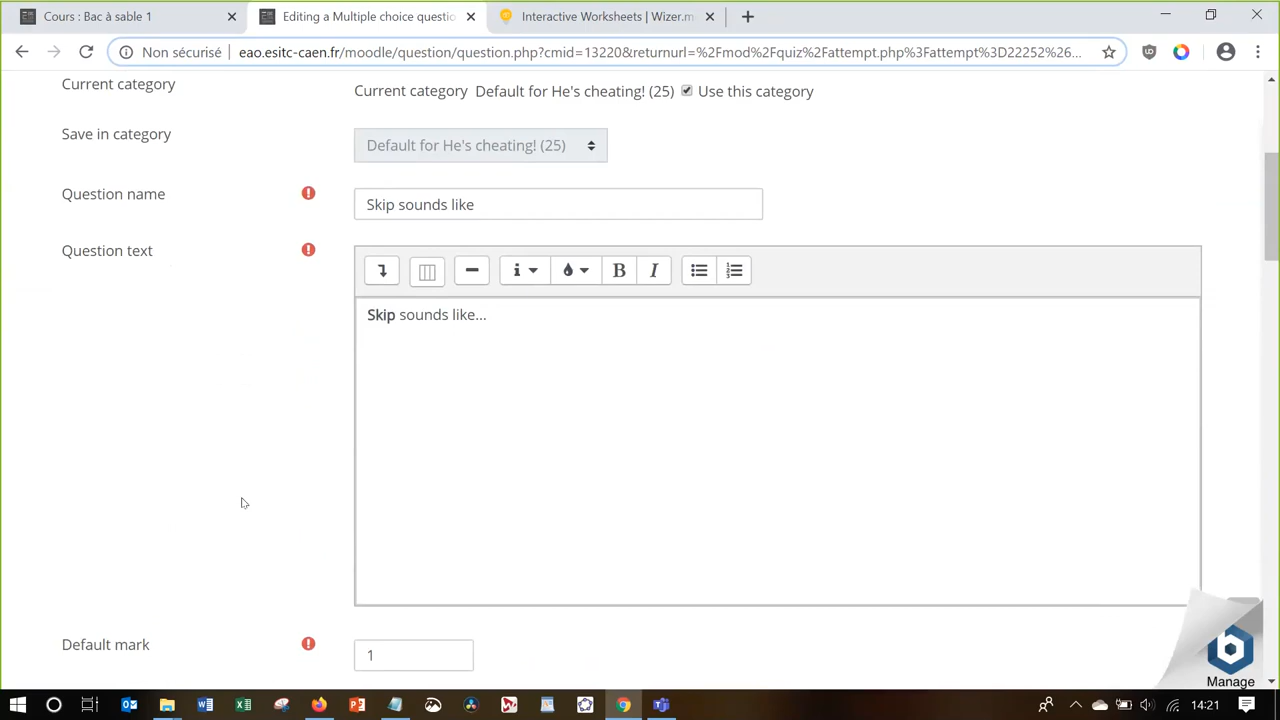 Cours : Bac à sable 1
Editing a Multiple choice questio
Interactive Worksheets | Wizer.m
Non sécurisé
eao.esitc-caen.fr/moodle/question/question.php?cmid=13220&returnurl=%2Fmod%2Fquiz%2Fattempt.php%3Fattempt%3D22252%26...
Current category
Current category Default for He's cheating! (25) Use this category
Save in category
Default for He's cheating! (25)
Question name
Skip sounds like
Question text
B I
Skip sounds like...
Default mark
1
Manage
14:21